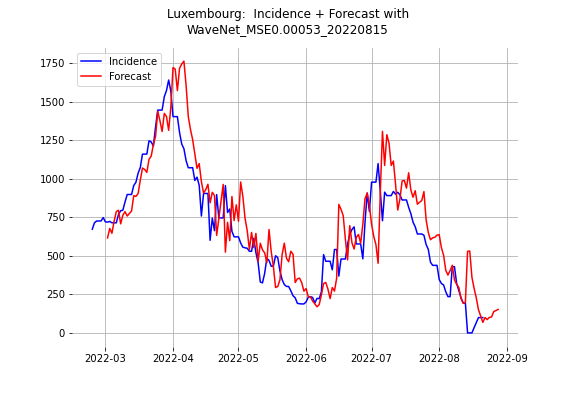 Luxembourg:  Incidence + Forecast with
WaveNet_MSE0.00053_20220815
Incidence
Forecast
1750
1500
1250
1000
750
500
250
0
2022-03 2022-04 2022-05 2022-06 2022-07 2022-08 2022-09